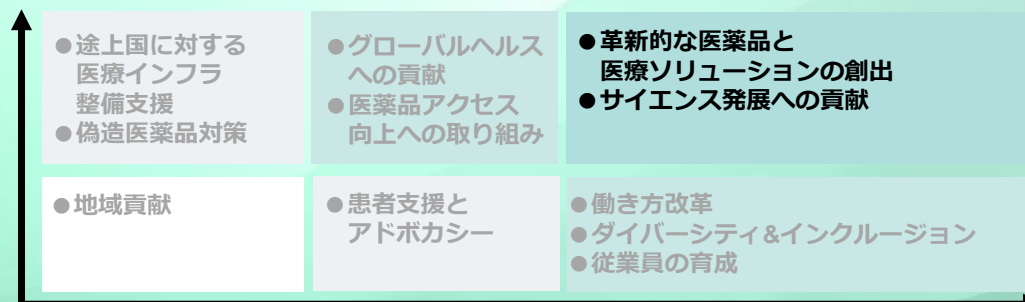 ●途上国に対する
医療インフラ
整備支援
●偽造医薬品対策
●グローバルヘルス
への貢献
●医薬品アクセス
向上への取り組み
●革新的な医薬品と
医療ソリューションの創出
●サイエンス発展への貢献
●地域貢献
●患者支援と
アドボカシー
●働き方改革
●ダイバーシティ&インクルージョン
●従業員の育成